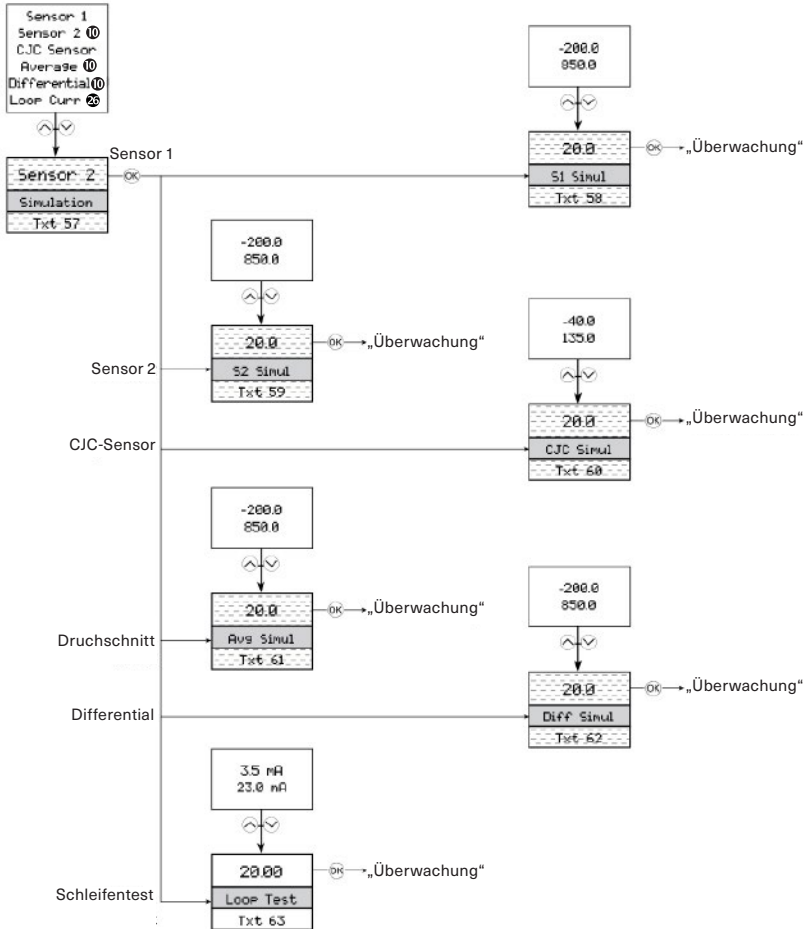 Sensor 1
Sensor 2 ❿
CJC Sensor
Average ❿
Differential ❿
Loop Curr ㉖
Sensor 2
OK
Simulation
Txt 57
Sensor 1
-200.0
850.0
20.0
OK
„Überwachung“
S1 Simul
Txt 58
Sensor 2
-200.0
850.0
20.0
OK
„Überwachung“
S2 Simul
Txt 59
CJC-Sensor
-40.0
135.0
20.0
OK
„Überwachung“
CJC Simul
Txt 60
Druchschnitt
-200.0
850.0
20.0
OK
„Überwachung“
Avg Simul
Txt 61
Differential
-200.0
850.0
20.0
OK
„Überwachung“
Diff Simul
Txt 62
Schleifentest
3.5 mA
23.0 mA
20.00
OK
„Überwachung“
Loop Test
Txt 63